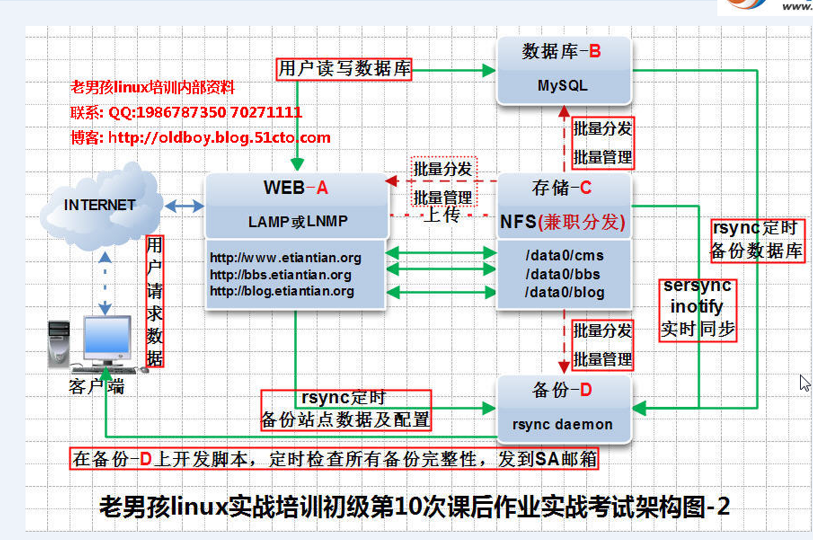 www.
数据库-B
MySQL
用户读写数据库
老男孩linux培训内部资料
联系: QQ:1986787350 70271111
博客: http://oldboy.blog.51cto.com
批量分发
批量管理
INTERNET
WEB-A
LAMP或LNMP
http://www.etiantian.org
http://bbs.etiantian.org
http://blog.etiantian.org
批量分发
批量管理
上传
存储-C
NFS(兼职分发)
/data0/cms
/data0/bbs
/data0/blog
rsync定时
备份数据库
sersync
inotify
实时同步
用户请求数据
客户端
批量分发
批量管理
rsync定时
备份站点数据及配置
备份-D
rsync daemon
在备份-D上开发脚本，定时检查所有备份完整性，发到SA邮箱
老男孩linux实战培训初级第10次课后作业实战考试架构图-2